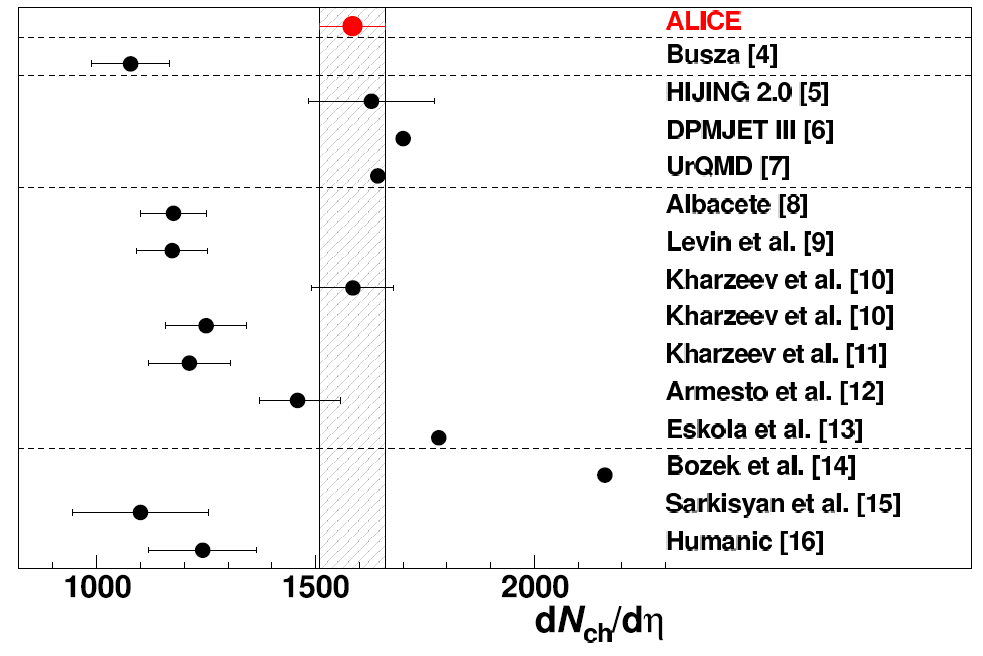 ALICE
Busza [4]
HIJING 2.0 [5]
DPMJET III [6]
UrQMD [7]
Albacete [8]
Levin et al. [9]
Kharzeev et al. [10]
Kharzeev et al. [10]
Kharzeev et al. [11]
Armesto et al. [12]
Eskola et al. [13]
Bozek et al. [14]
Sarkisyan et al. [15]
Humanic [16]
1000 1500 2000
dN_ch/dη